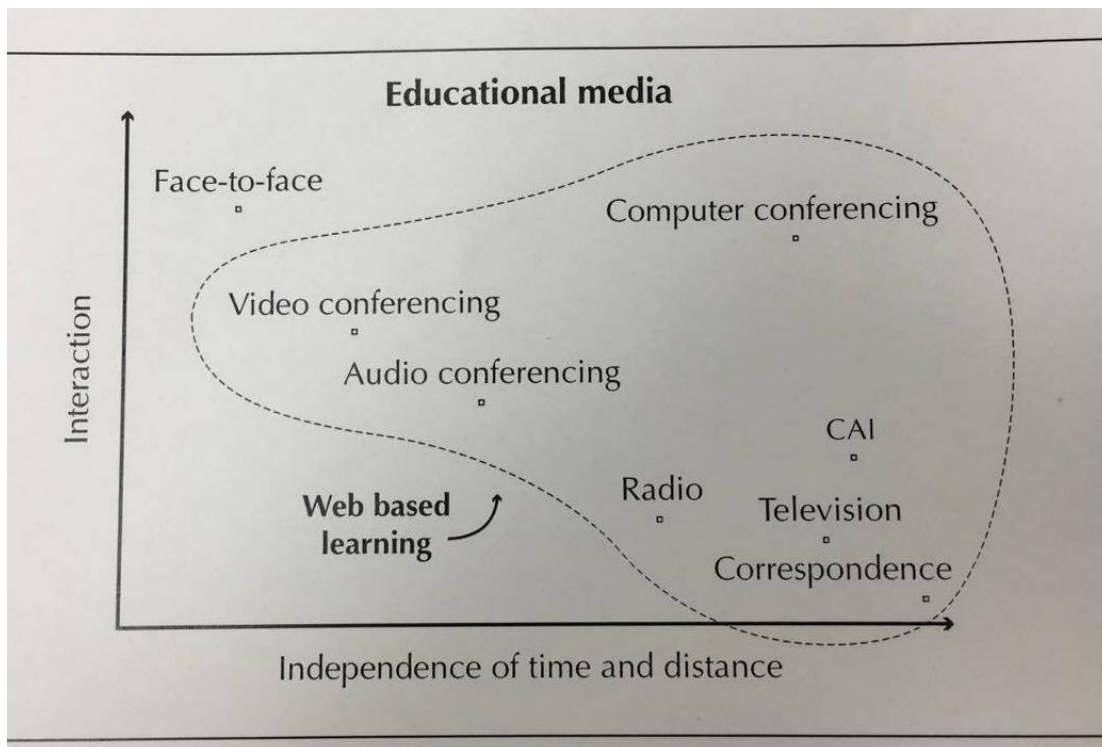 Educational media
Face-to-face
Computer conferencing
Video conferencing
Audio conferencing
Interaction
CAI
Radio
Television
Web based
learning
Correspondence
Independence of time and distance